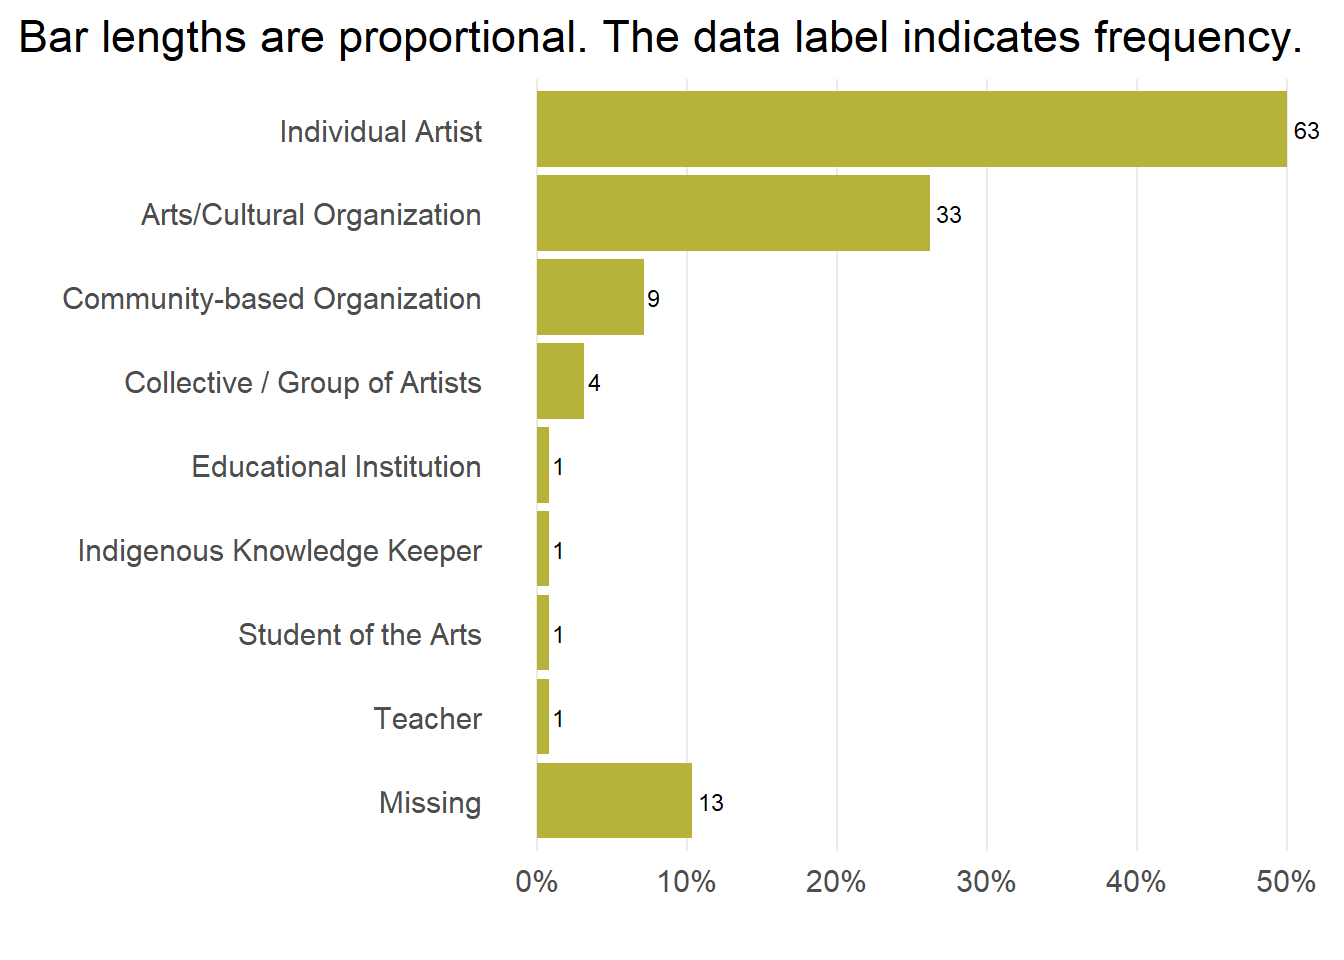 Bar lengths are proportional. The data label indicates frequency.
Individual Artist 63
Arts/Cultural Organization 33
Community-based Organization 9
Collective / Group of Artists 4
Educational Institution 1
Indigenous Knowledge Keeper 1
Student of the Arts 1
Teacher 1
Missing 13
0% 10% 20% 30% 40% 50%